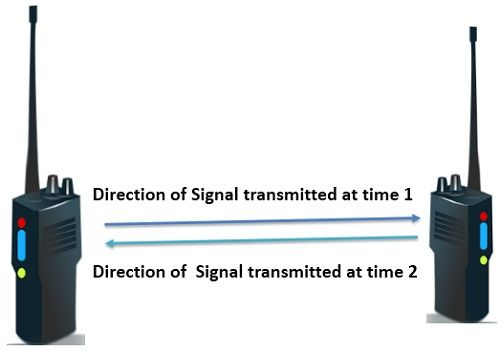 Direction of Signal transmitted at time 1
Direction of Signal transmitted at time 2